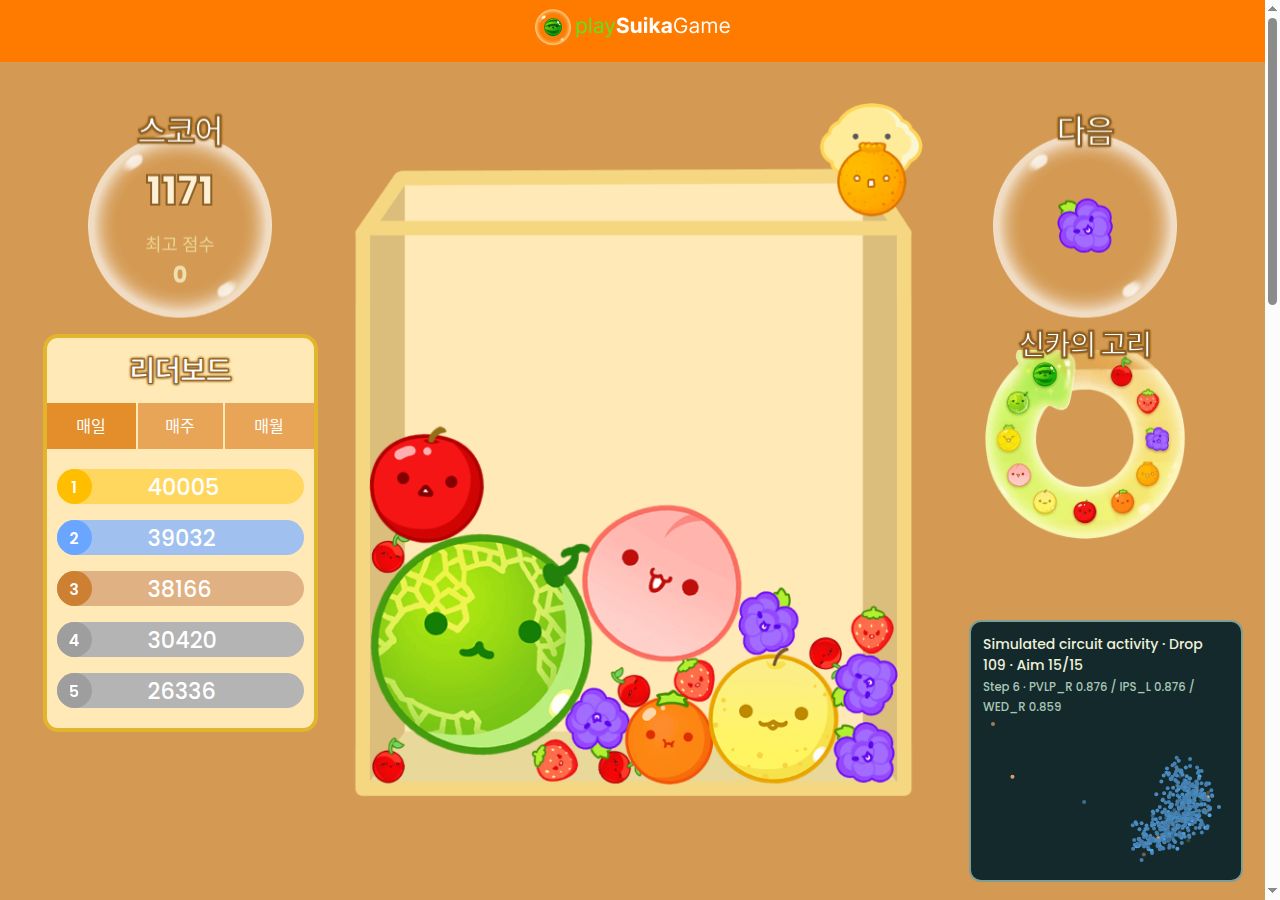 playSuikaGame
스코어
1171
최고 점수
0
다음
리더보드
매일 매주 매월
1 40005
2 39032
3 38166
4 30420
5 26336
신카의 고리
Simulated circuit activity · Drop
109 · Aim 15/15
Step 6 · PVLP_R 0.876 / IPS_L 0.876 /
WED_R 0.859